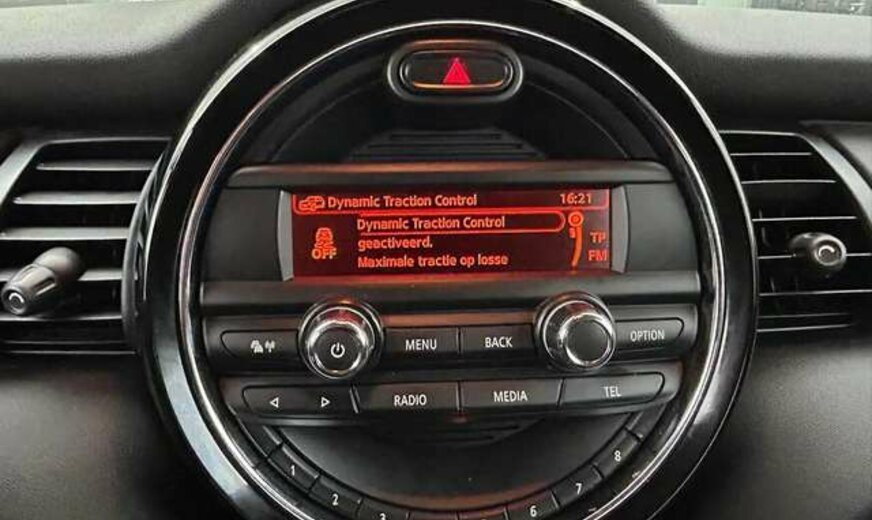 Dynamic Traction Control 16:21
Dynamic Traction Control
geactiveerd.
OFF
TP
Maximale tractie op losse
FM
MENU
BACK
OPTION
RADIO
MEDIA
TEL
1
2
3
6
7
8